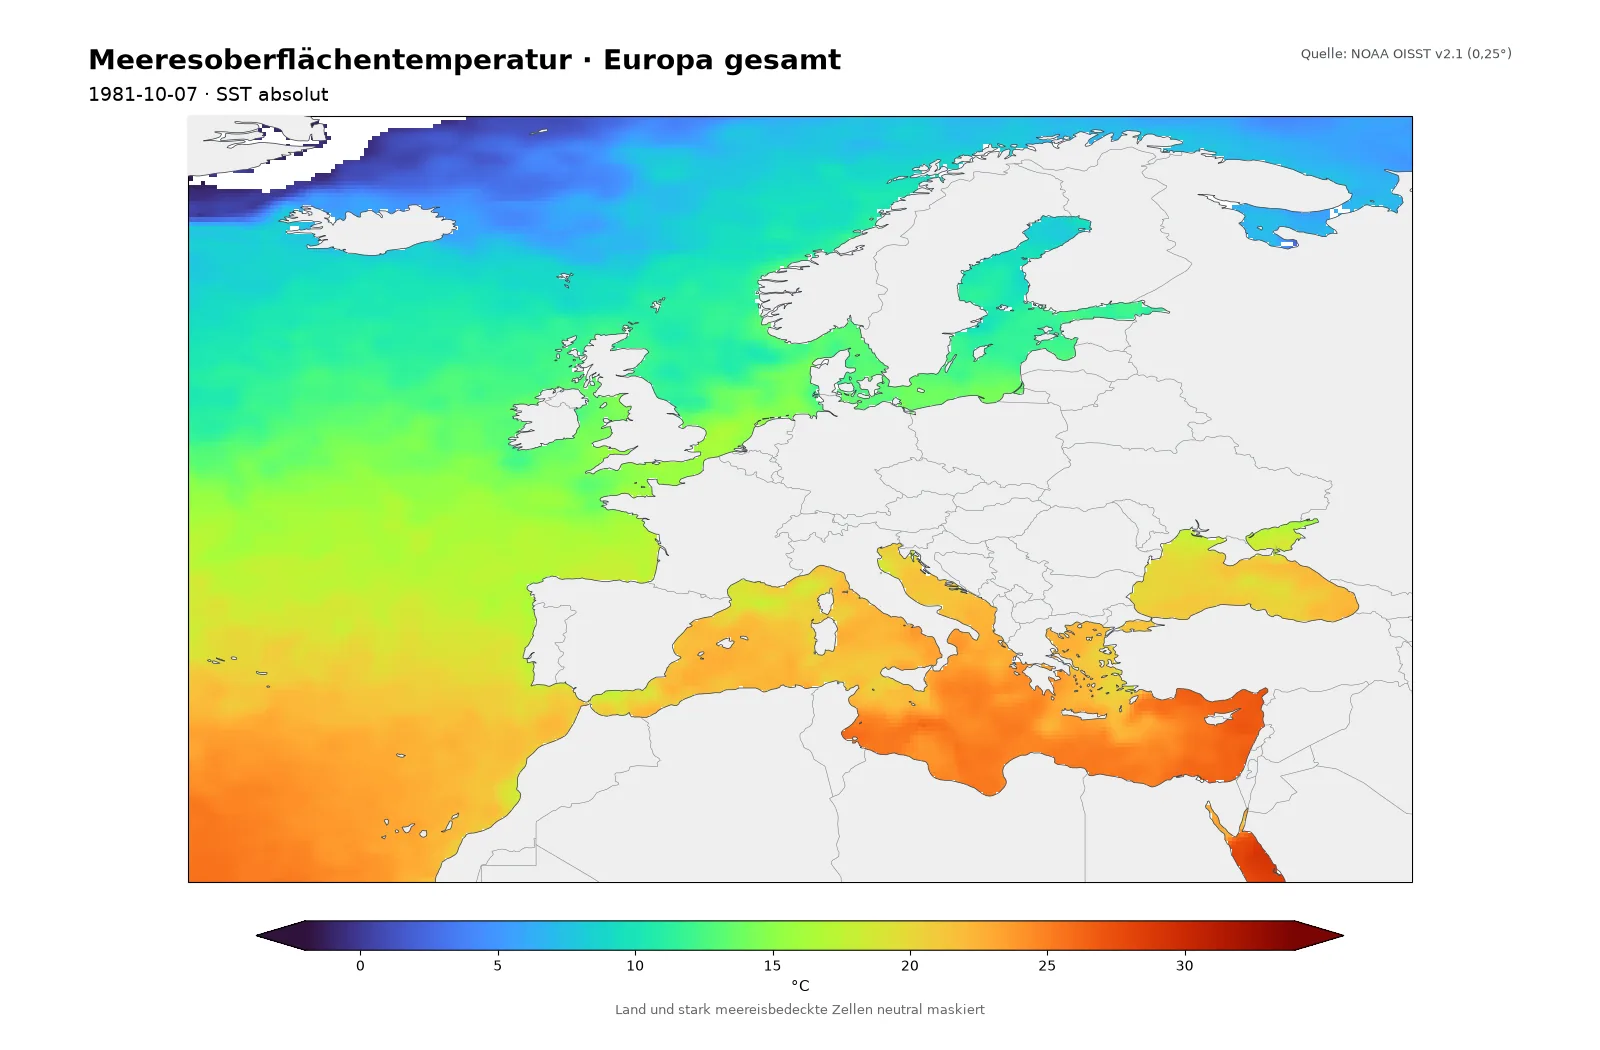 Meeresoberflächentemperatur · Europa gesamt
Quelle: NOAA OISST v2.1 (0,25°)
1981-10-07 · SST absolut
0 5 10 15 20 25 30
°C
Land und stark meereisbedeckte Zellen neutral maskiert